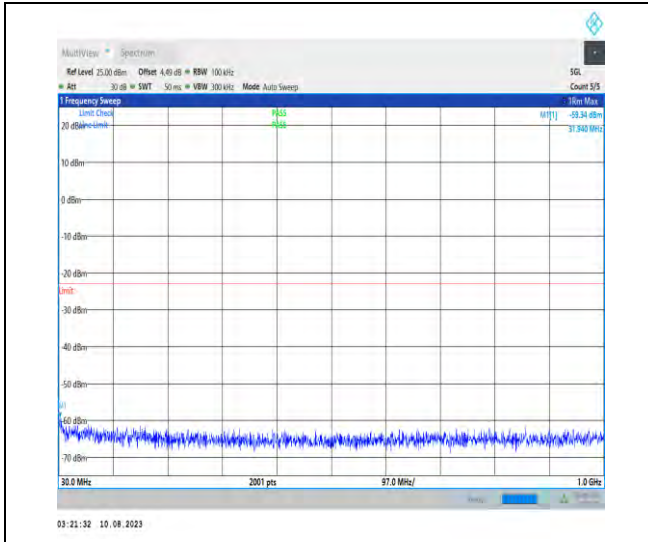 MultiView Spectrum
Ref Level 25.00 dBm Offset 4.49 dB RBW 100 kHz SGL
Att 30 dB SWT 50 ms VBW 300 kHz Mode Auto Sweep Count 5/5
1 Frequency Sweep 1Rm Max
Limit Check PASS M1[1] -59.34 dBm
20 dBm Line Limit PASS 31.940 MHz
10 dBm
0 dBm
-10 dBm
-20 dBm
Limit
-30 dBm
-40 dBm
-50 dBm
M1
-60 dBm
-70 dBm
30.0 MHz 2001 pts 97.0 MHz/ 1.0 GHz
03:21:32 10.08.2023